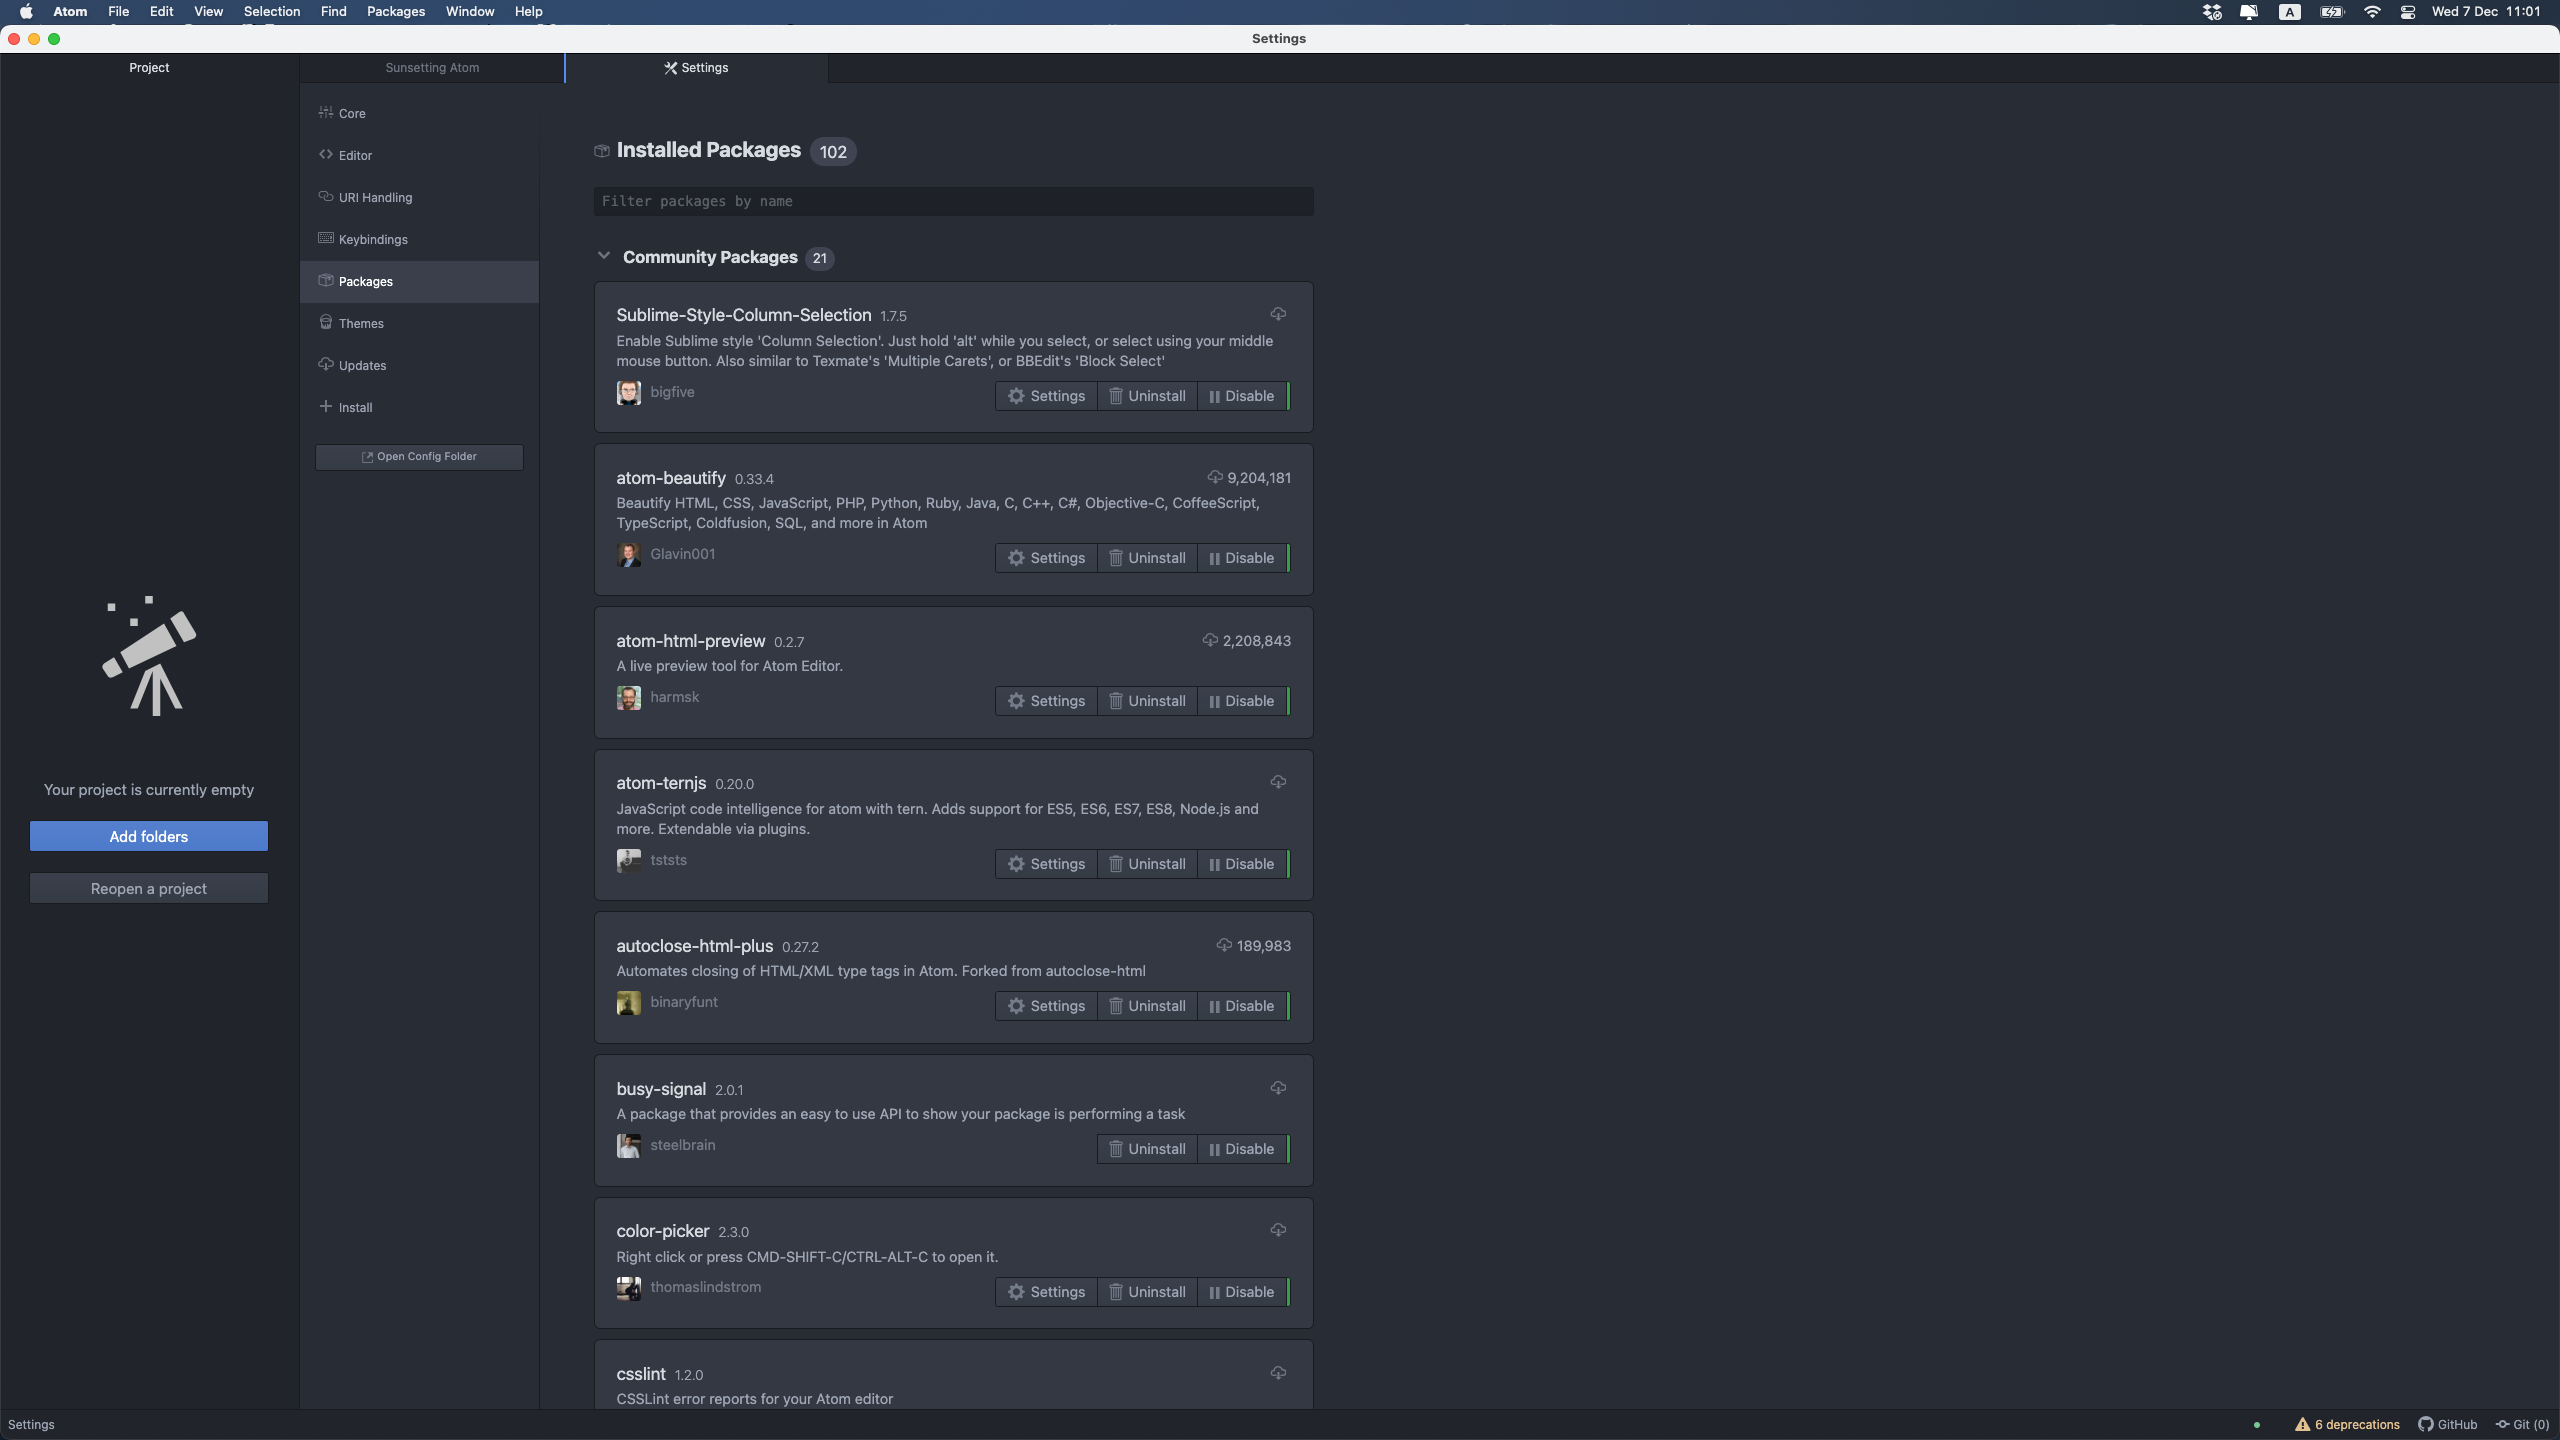 Atom File Edit View Selection Find Packages Window Help
A
Wed 7 Dec 11:01
Settings
Project
Sunsetting Atom
Settings
Core
Editor
URI Handling
Keybindings
Packages
Themes
Updates
Install
Open Config Folder
Your project is currently empty
Add folders
Reopen a project
Installed Packages 102
Filter packages by name
Community Packages 21
Sublime-Style-Column-Selection 1.7.5
Enable Sublime style 'Column Selection'. Just hold 'alt' while you select, or select using your middle
mouse button. Also similar to Texmate's 'Multiple Carets', or BBEdit's 'Block Select'
bigfive
Settings Uninstall Disable
atom-beautify 0.33.4
9,204,181
Beautify HTML, CSS, JavaScript, PHP, Python, Ruby, Java, C, C++, C#, Objective-C, CoffeeScript,
TypeScript, Coldfusion, SQL, and more in Atom
Glavin001
Settings Uninstall Disable
atom-html-preview 0.2.7
2,208,843
A live preview tool for Atom Editor.
harmsk
Settings Uninstall Disable
atom-ternjs 0.20.0
JavaScript code intelligence for atom with tern. Adds support for ES5, ES6, ES7, ES8, Node.js and
more. Extendable via plugins.
tststs
Settings Uninstall Disable
autoclose-html-plus 0.27.2
189,983
Automates closing of HTML/XML type tags in Atom. Forked from autoclose-html
binaryfunt
Settings Uninstall Disable
busy-signal 2.0.1
A package that provides an easy to use API to show your package is performing a task
steelbrain
Uninstall Disable
color-picker 2.3.0
Right click or press CMD-SHIFT-C/CTRL-ALT-C to open it.
thomaslindstrom
Settings Uninstall Disable
csslint 1.2.0
CSSLint error reports for your Atom editor
Settings
6 deprecations
GitHub
Git (0)